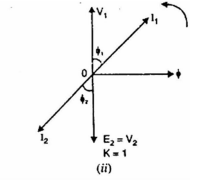 V₁
I₁
ϕ₁
0
ϕ
ϕ₂
I₂
E₂ = V₂
K = 1
(ii)